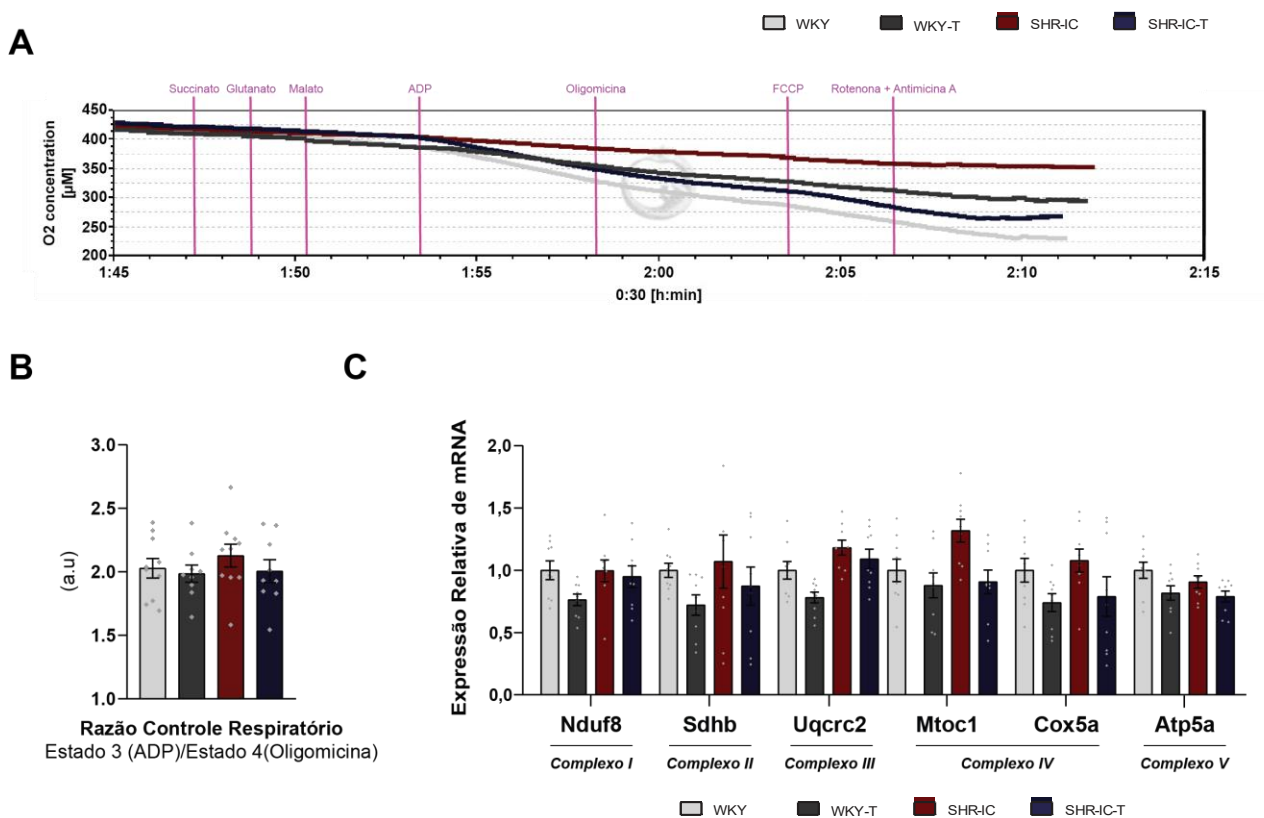 WKY WKY-T SHR-IC SHR-IC-T
A
Succinato Glutanato Malato ADP Oligomicina FCCP Rotenona + Antimicina A
O2 concentration
[µM]
450
400
350
300
250
200
1:45 1:50 1:55 2:00 2:05 2:10 2:15
0:30 [h:min]
B
C
(a.u)
3.0
2.5
2.0
1.5
1.0
Razão Controle Respiratório
Estado 3 (ADP)/Estado 4(Oligomicina)
Expressão Relativa de mRNA
2,0
1,5
1,0
0,5
0,0
Nduf8 Sdhb Uqcrc2 Mtoc1 Cox5a Atp5a
Complexo I Complexo II Complexo III Complexo IV Complexo V
WKY WKY-T SHR-IC SHR-IC-T